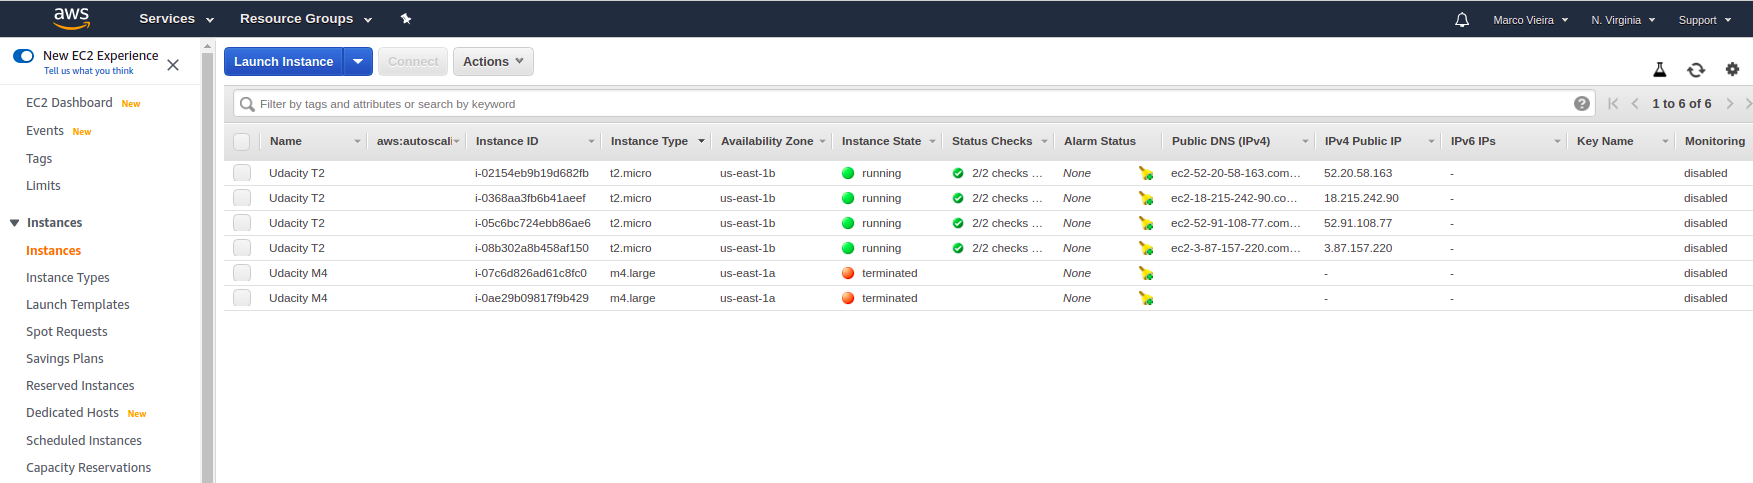 aws Services Resource Groups Marco Vieira N. Virginia Support
New EC2 Experience
Tell us what you think
EC2 Dashboard New
Events New
Tags
Limits
Instances
Instances
Instance Types
Launch Templates
Spot Requests
Savings Plans
Reserved Instances
Dedicated Hosts New
Scheduled Instances
Capacity Reservations
Launch Instance Connect Actions
Filter by tags and attributes or search by keyword 1 to 6 of 6
Name aws:autoscali Instance ID Instance Type Availability Zone Instance State Status Checks Alarm Status Public DNS (IPv4) IPv4 Public IP IPv6 IPs Key Name Monitoring
Udacity T2 i-02154eb9b19d682fb t2.micro us-east-1b running 2/2 checks ... None ec2-52-20-58-163.com... 52.20.58.163 - disabled
Udacity T2 i-0368aa3fb6b41aeef t2.micro us-east-1b running 2/2 checks ... None ec2-18-215-242-90.co... 18.215.242.90 - disabled
Udacity T2 i-05c6bc724ebb86ae6 t2.micro us-east-1b running 2/2 checks ... None ec2-52-91-108-77.com... 52.91.108.77 - disabled
Udacity T2 i-08b302a8b458af150 t2.micro us-east-1b running 2/2 checks ... None ec2-3-87-157-220.com... 3.87.157.220 - disabled
Udacity M4 i-07c6d826ad61c8fc0 m4.large us-east-1a terminated None - - disabled
Udacity M4 i-0ae29b09817f9b429 m4.large us-east-1a terminated None - - disabled